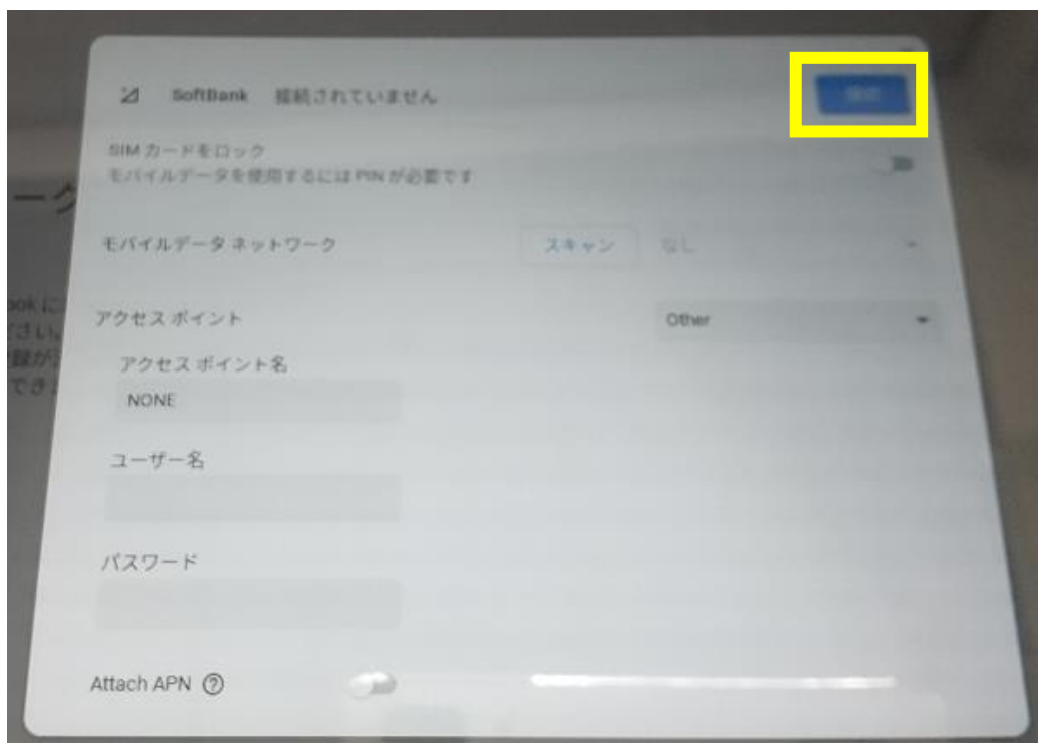 SoftBank 接続されていません
接続
SIM カードをロック
モバイルデータを使用するには PIN が必要です
モバイルデータ ネットワーク
スキャン
なし
アクセス ポイント
Other
アクセス ポイント名
NONE
ユーザー名
パスワード
Attach APN